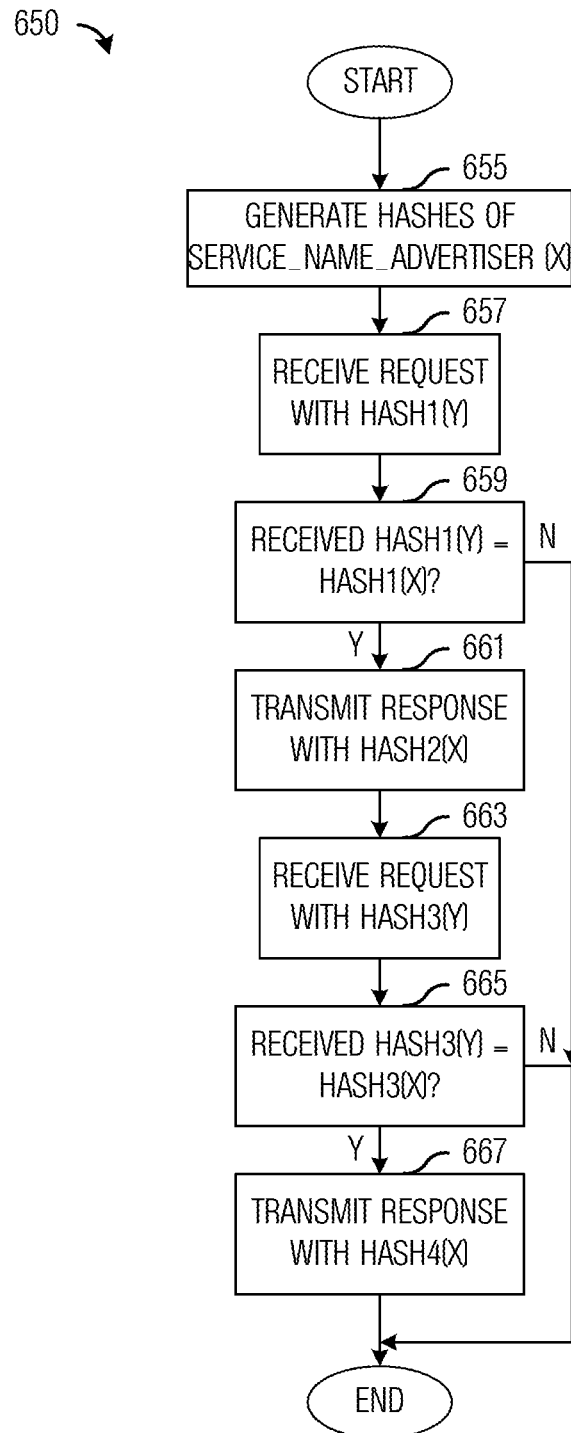 650
START
655
GENERATE HASHES OF
SERVICE_NAME_ADVERTISER (X)
657
RECEIVE REQUEST
WITH HASH1(Y)
659
RECEIVED HASH1(Y) =
HASH1(X)?
N
Y
661
TRANSMIT RESPONSE
WITH HASH2(X)
663
RECEIVE REQUEST
WITH HASH3(Y)
665
RECEIVED HASH3(Y) =
HASH3(X)?
N
Y
667
TRANSMIT RESPONSE
WITH HASH4(X)
END